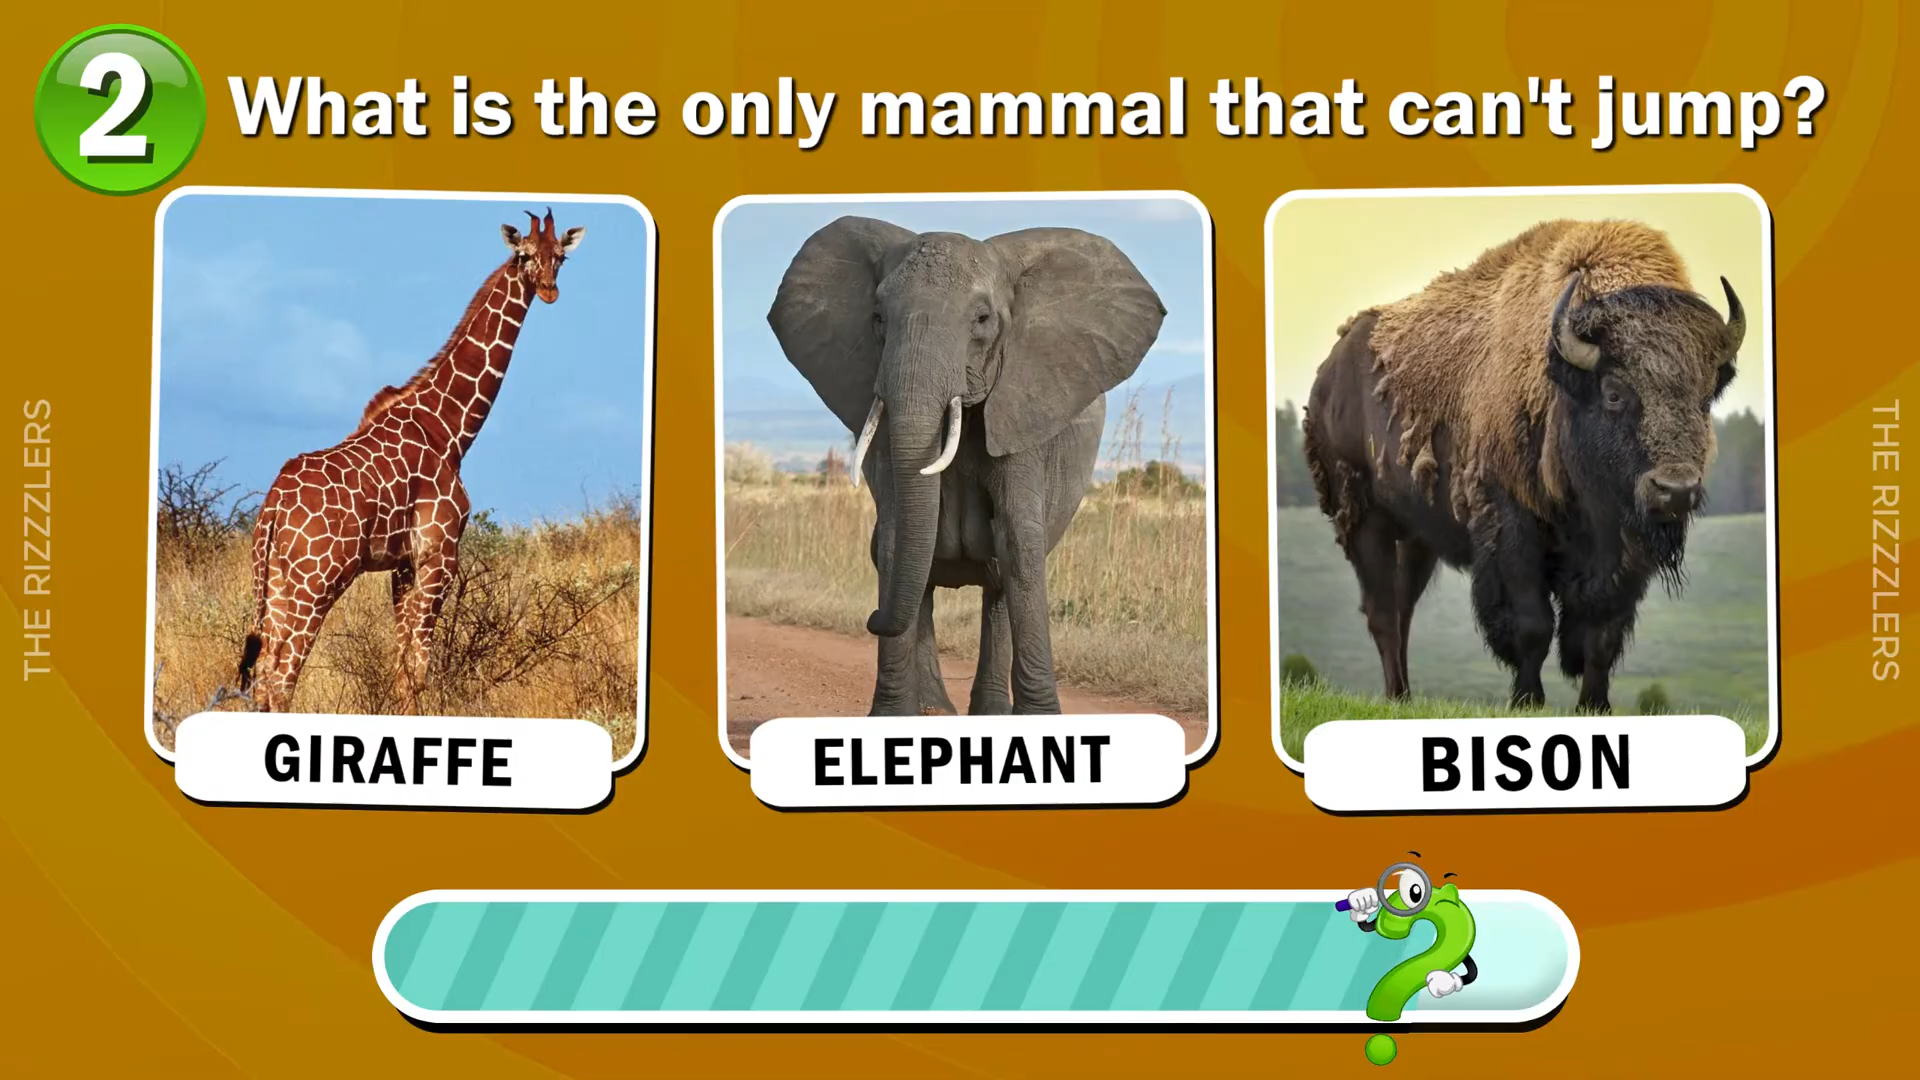 2
What is the only mammal that can't jump?
THE RIZZZLERS
THE RIZZZLERS
GIRAFFE
ELEPHANT
BISON